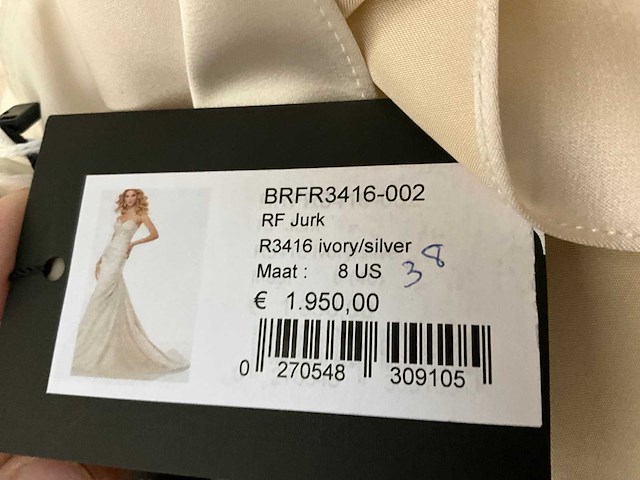 BRFR3416-002
RF Jurk
R3416 ivory/silver
Maat : 8 US 38
€ 1.950,00
0 270548 309105